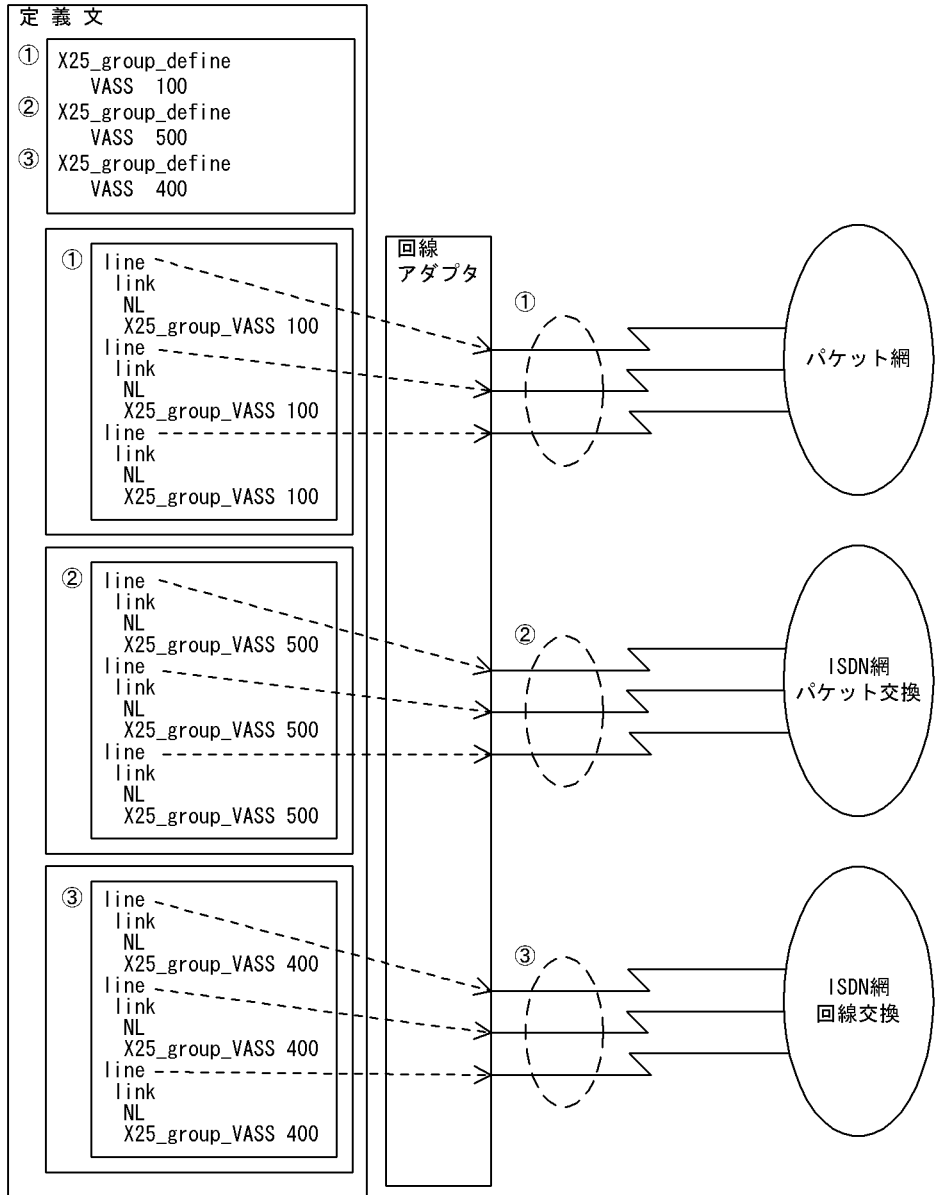 定 義 文
① X25_group_define
VASS 100
② X25_group_define
VASS 500
③ X25_group_define
VASS 400
① line
link
NL
X25_group_VASS 100
line
link
NL
X25_group_VASS 100
line
link
NL
X25_group_VASS 100
② line
link
NL
X25_group_VASS 500
line
link
NL
X25_group_VASS 500
line
link
NL
X25_group_VASS 500
③ line
link
NL
X25_group_VASS 400
line
link
NL
X25_group_VASS 400
line
link
NL
X25_group_VASS 400
回線
アダプタ
①
パケット網
②
ISDN網
パケット交換
③
ISDN網
回線交換